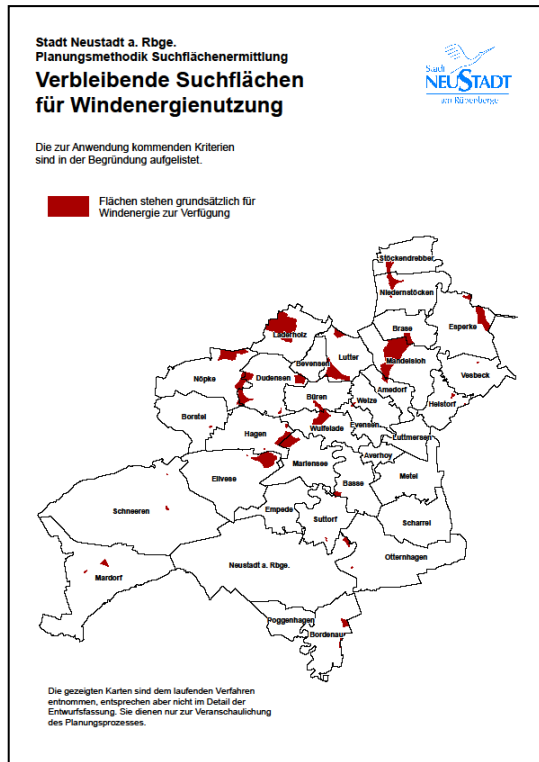 Stadt Neustadt a. Rbge.
Planungsmethodik Suchflächenermittlung
Verbleibende Suchflächen
für Windenergienutzung
Stadt
NEUSTADT
am Rübenberge
Die zur Anwendung kommenden Kriterien
sind in der Begründung aufgelistet.
Flächen stehen grundsätzlich für
Windenergie zur Verfügung
Stöckendrebber
Niedernstöcken
Laderholz
Brase
Esperke
Lutter
Mandelsloh
Bevensen
Nöpke
Dudensen
Vesbeck
Amedorf
Büren
Welze
Helstorf
Borstel
Wulfelade
Evensen
Hagen
Luttmersen
Averhoy
Mariensee
Eilvese
Basse
Metel
Schneeren
Empede
Suttorf
Scharrel
Otternhagen
Neustadt a. Rbge.
Mardorf
Poggenhagen
Bordenau
Die gezeigten Karten sind dem laufenden Verfahren
entnommen, entsprechen aber nicht im Detail der
Entwurfsfassung. Sie dienen nur zur Veranschaulichung
des Planungsprozesses.